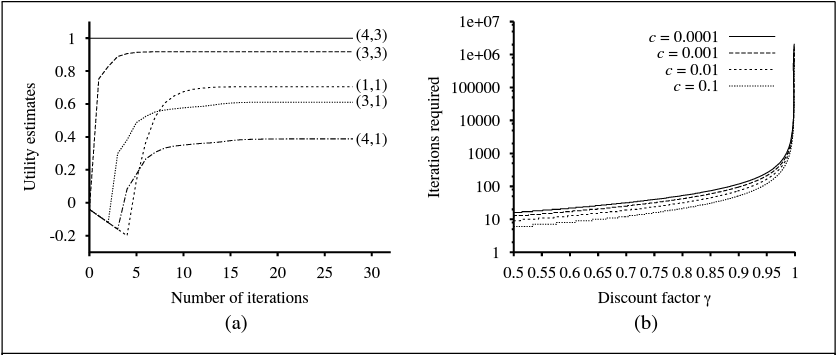 1
0.8
0.6
0.4
0.2
0
-0.2
Utility estimates
(4,3)
(3,3)
(1,1)
(3,1)
(4,1)
0 5 10 15 20 25 30
Number of iterations
(a)
1e+07
1e+06
100000
10000
1000
100
10
1
Iterations required
c = 0.0001
c = 0.001
c = 0.01
c = 0.1
0.5 0.55 0.6 0.65 0.7 0.75 0.8 0.85 0.9 0.95 1
Discount factor γ
(b)